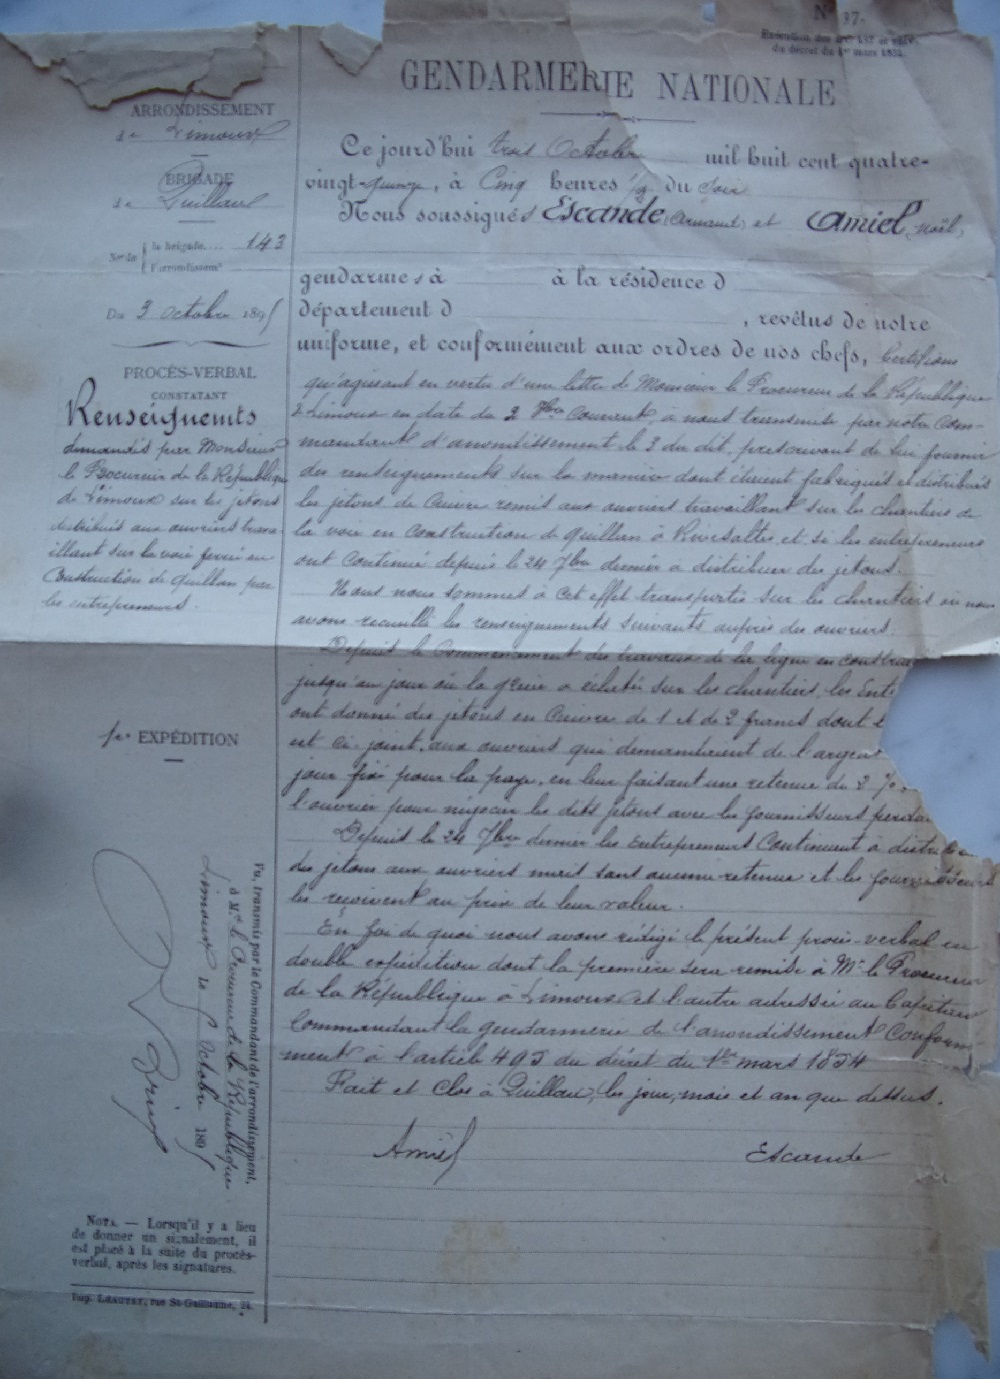 N° 37.
Exécution des art. 487 et suiv.
du décret du 1er mars 1854.
GENDARMERIE NATIONALE
ARRONDISSEMENT
de Limoux
BRIGADE
de Quillan
Nos de la brigade.... 143
l'arrondissemt
Du 3 Octobre 1895
PROCÈS-VERBAL
CONSTATANT
Renseignemts
demandés par Monsieur
le Procureur de la République
de Limoux sur les jetons
distribués aux ouvriers trava-
illant sur la voie ferrée en
Construction de Quillan par
les entrepreneurs.
1re EXPÉDITION
Vu, transmis par le Commandant de l'arrondissement,
à Mr le Procureur de la République
Limoux le 5 Octobre 1895
NOTA. — Lorsqu'il y a lieu
de donner un signalement, il
est placé à la suite du procès-
verbal, après les signatures.
Imp. LEAUTEY, rue St-Guillaume, 24.
Ce jourd'hui trois Octobre mil huit cent quatre-
vingt-quinze, à Cinq heures 1/2 du soir
Nous soussignés Escande (Armand) et Amiel, Noël,
gendarmes à à la résidence d
département d , revêtus de notre
uniforme, et conformément aux ordres de nos chefs, Certifions
qu'agissant en vertu d'une lettre de Monsieur le Procureur de la République
à Limoux en date du 2 8bre Courant, à nous transmise par notre Com-
mandant d'arrondissement le 3 du dit, prescrivant de lui fournir
des renseignements sur la manière dont étaient fabriqués et distribués
les jetons de Cuivre remis aux ouvriers travaillant sur les chantiers de
la voie en Construction de Quillan à Rivesaltes et si les entrepreneurs
ont Continué depuis le 24 7bre dernier à distribuer des jetons.
Nous nous sommes à cet effet transportés sur les chantiers où nous
avons recueilli les renseignements suivants auprès des ouvriers.
Depuis le Commencement des travaux de la ligne en construc
jusqu'au jour où la grève a éclatée sur les chantiers, les Ent
ont donné des jetons en Cuivre de 1 et de 2 francs dont
est ci-joint, aux ouvriers qui demandaient de l'argen
jour fixé pour la paye, en leur faisant une retenue de 2 %,
l'ouvrier pour négocier les dits jetons avec les fournisseurs perda
Depuis le 24 7bre dernier les Entrepreneurs Continuent à distribuer
des jetons aux ouvriers mais sans aucune retenue et les fournisseurs
les reçoivent au prix de leur valeur.
En foi de quoi nous avons rédigé le présent procès-verbal en
double expédition dont la première sera remise à Mr le Procureur
de la République à Limoux et l'autre adressée au Capitaine
Commandant la gendarmerie de l'arrondissement Conformé-
ment à l'article 495 du décret du 1er mars 1854
Fait et Clos à Quillan, les jour, mois et an que dessus.
Amiel Escande